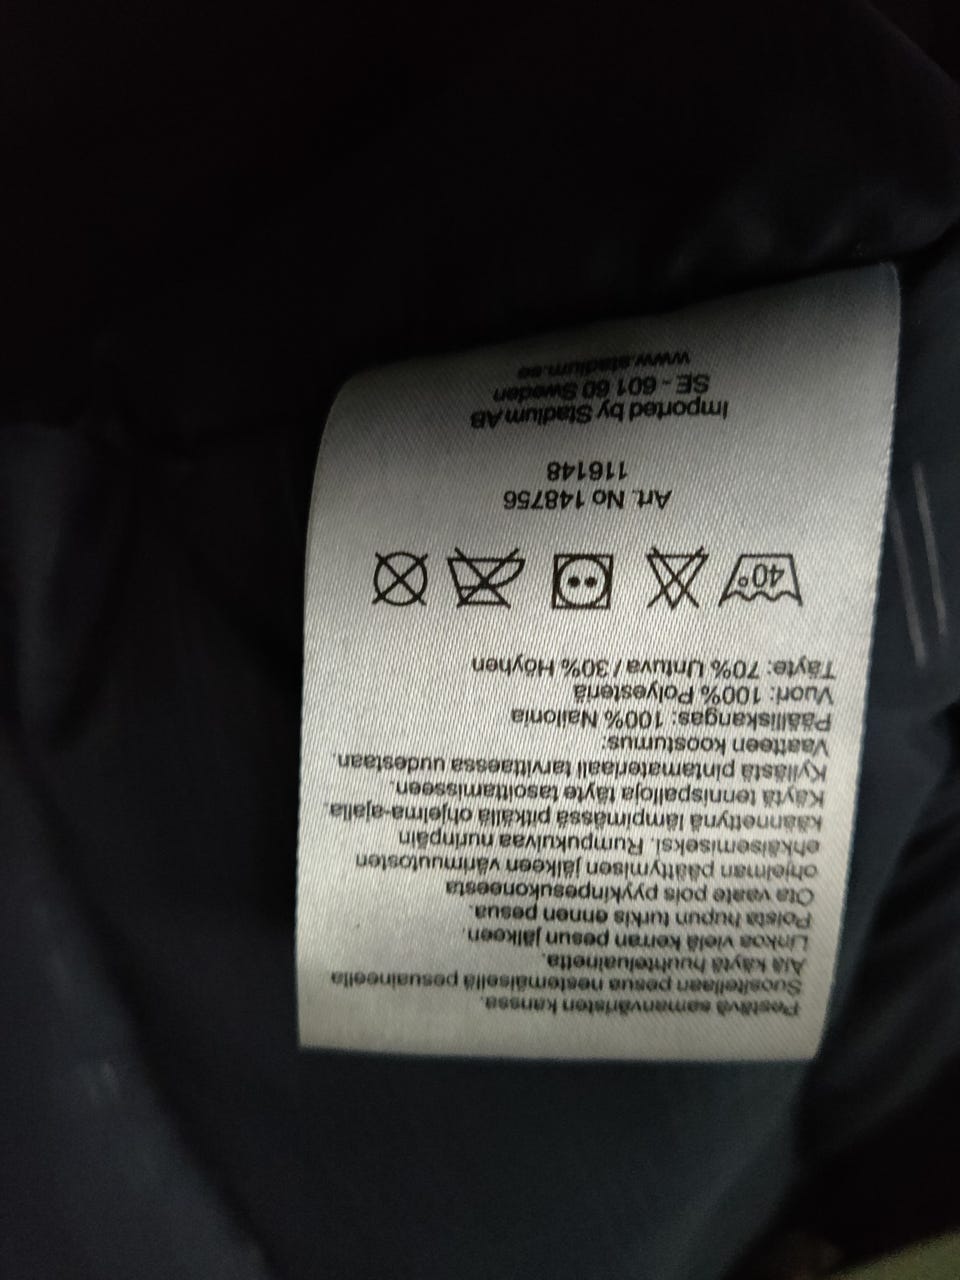 Pestävä samanväristen kanssa.
Suositellaan pesua nestemäisellä pesuaineella
Älä käytä huuhteluainetta.
Linkoa vielä kerran pesun jälkeen.
Poista hupun turkis ennen pesua.
Ota vaate pois pyykinpesukoneesta
ohjelman päättymisen jälkeen värimuutosten
ehkäisemiseksi. Rumpukuivaa nurinpäin
käännettynä lämpimässä pitkällä ohjelma-ajalla.
Käytä tennispalloja täyte tasoittamisseen.
Kyllästä pintamateriaali tarvittaessa uudestaan.
Vaatteen koostumus:
Päälliskangas: 100% Nailonia
Vuori: 100% Polyesteriä
Täyte: 70% Untuva / 30% Höyhen
40°
Art. No 148756
116148
Imported by Stadium AB
SE - 601 60 Sweden
www.stadium.se